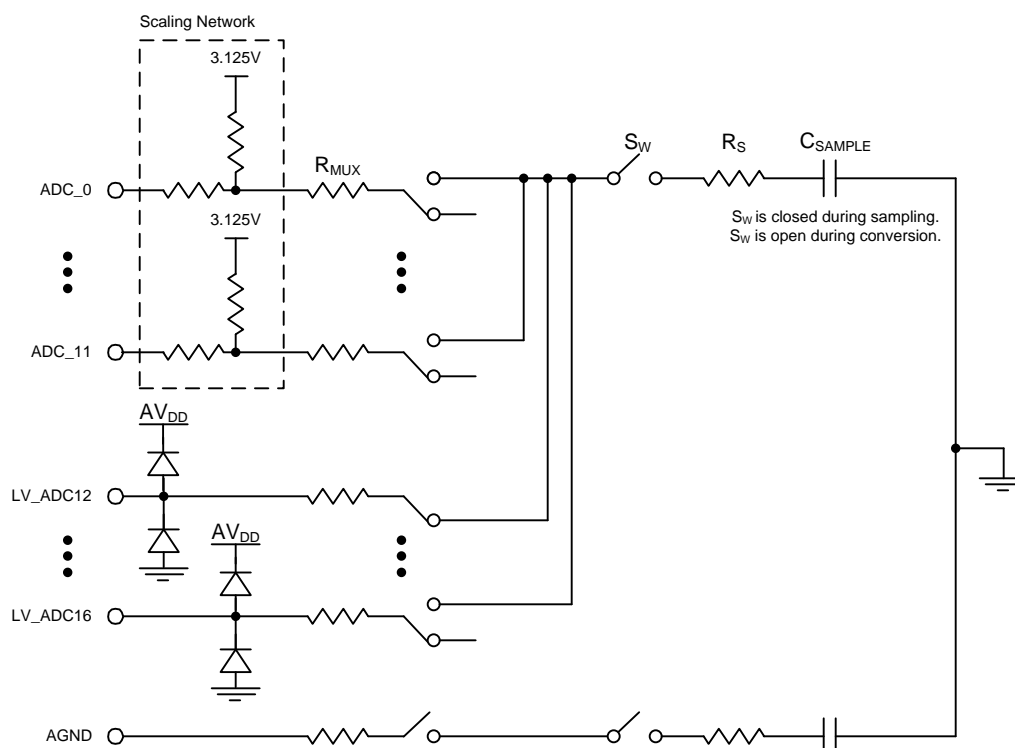 Scaling Network
3.125V
ADC_0
RMUX
SW
RS
CSAMPLE
SW is closed during sampling.
SW is open during conversion.
3.125V
ADC_11
AVDD
LV_ADC12
AVDD
LV_ADC16
AGND